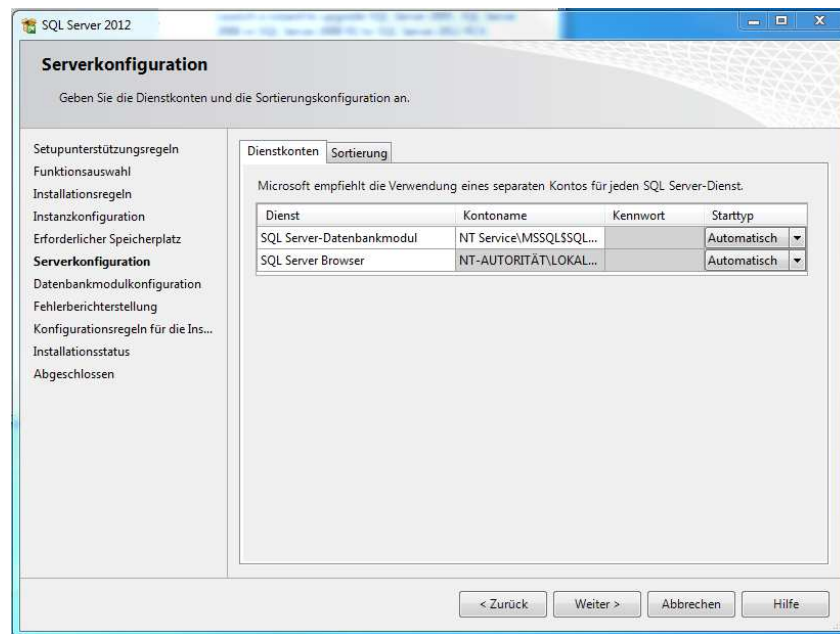 SQL Server 2012
Serverkonfiguration
Geben Sie die Dienstkonten und die Sortierungskonfiguration an.
Setupunterstützungsregeln
Funktionsauswahl
Installationsregeln
Instanzkonfiguration
Erforderlicher Speicherplatz
Serverkonfiguration
Datenbankmodulkonfiguration
Fehlerberichterstellung
Konfigurationsregeln für die Ins...
Installationsstatus
Abgeschlossen
Dienstkonten Sortierung
Microsoft empfiehlt die Verwendung eines separaten Kontos für jeden SQL Server-Dienst.
Dienst Kontoname Kennwort Starttyp
SQL Server-Datenbankmodul NT Service\MSSQL$SQL... Automatisch
SQL Server Browser NT-AUTORITÄT\LOKAL... Automatisch
< Zurück Weiter > Abbrechen Hilfe